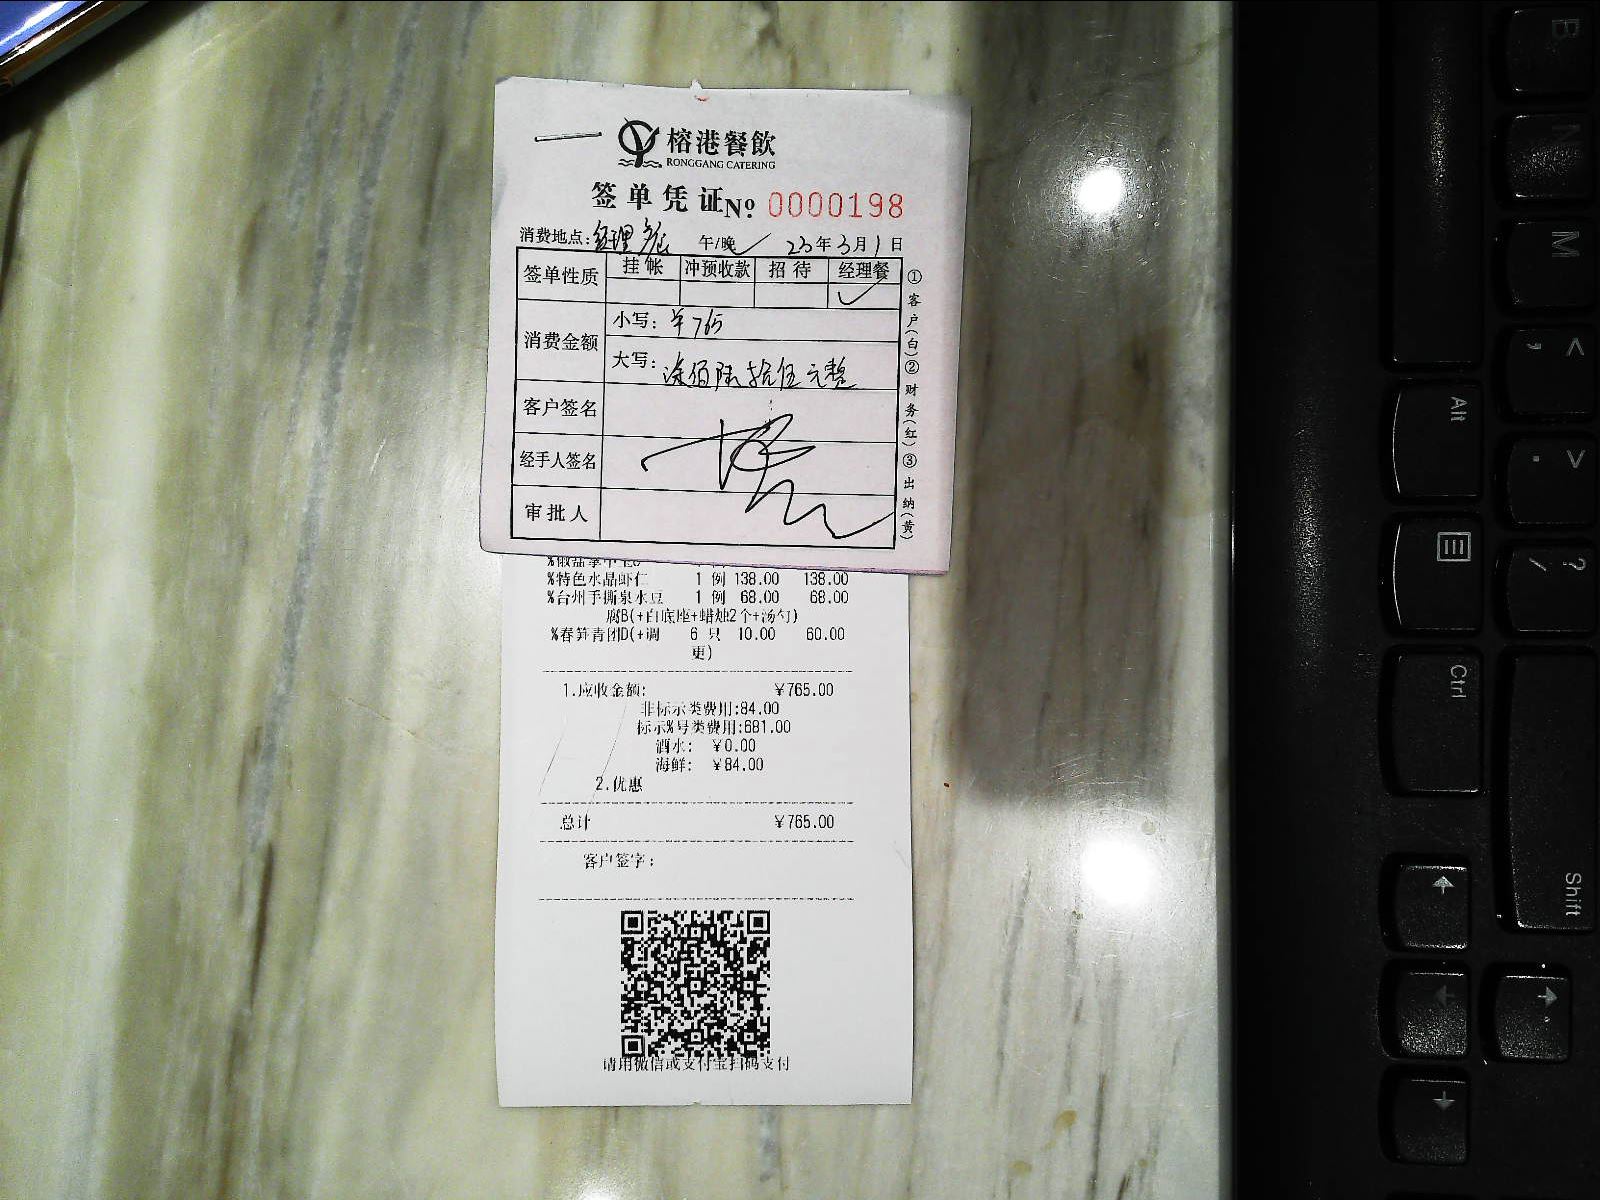 榕港餐飲
RONGGANG CATERING
签单凭证 № 0000198
消费地点: 经理 午/晚 23年3月1日
签单性质 挂帐 冲预收款 招待 经理餐
消费金额 小写: ¥765
大写: 柒佰陆拾伍元整
客户签名
经手人签名
审批人
①客户(白)②财务(红)③出纳(黄)
%特色水晶虾仁 1 例 138.00 138.00
%台州手撕泉水豆 1 例 68.00 68.00
腐B(+白底座+蜡烛2个+汤勺)
%春笋青团D(+调 6 只 10.00 60.00
更)
1.应收金额: ¥765.00
非标示类费用:84.00
标示%号类费用:681.00
酒水: ¥0.00
海鲜: ¥84.00
2.优惠
总计 ¥765.00
客户签字:
请用微信或支付宝扫码支付
B
N
M
< ,
> .
? /
Alt
Ctrl
Shift